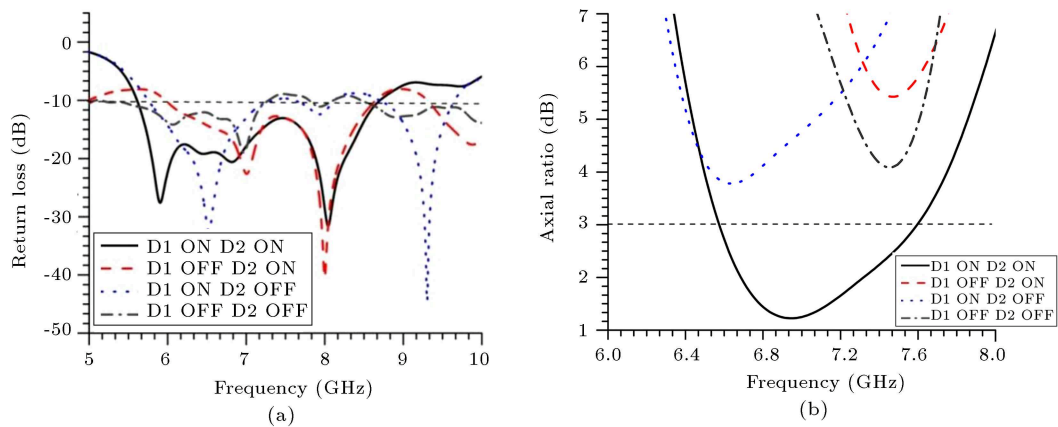 0
-10
-20
-30
-40
-50
Return loss (dB)
D1 ON D2 ON
D1 OFF D2 ON
D1 ON D2 OFF
D1 OFF D2 OFF
5
6
7
8
9
10
Frequency (GHz)
(a)
7
6
5
4
3
2
1
Axial ratio (dB)
D1 ON D2 ON
D1 OFF D2 ON
D1 ON D2 OFF
D1 OFF D2 OFF
6.0
6.4
6.8
7.2
7.6
8.0
Frequency (GHz)
(b)